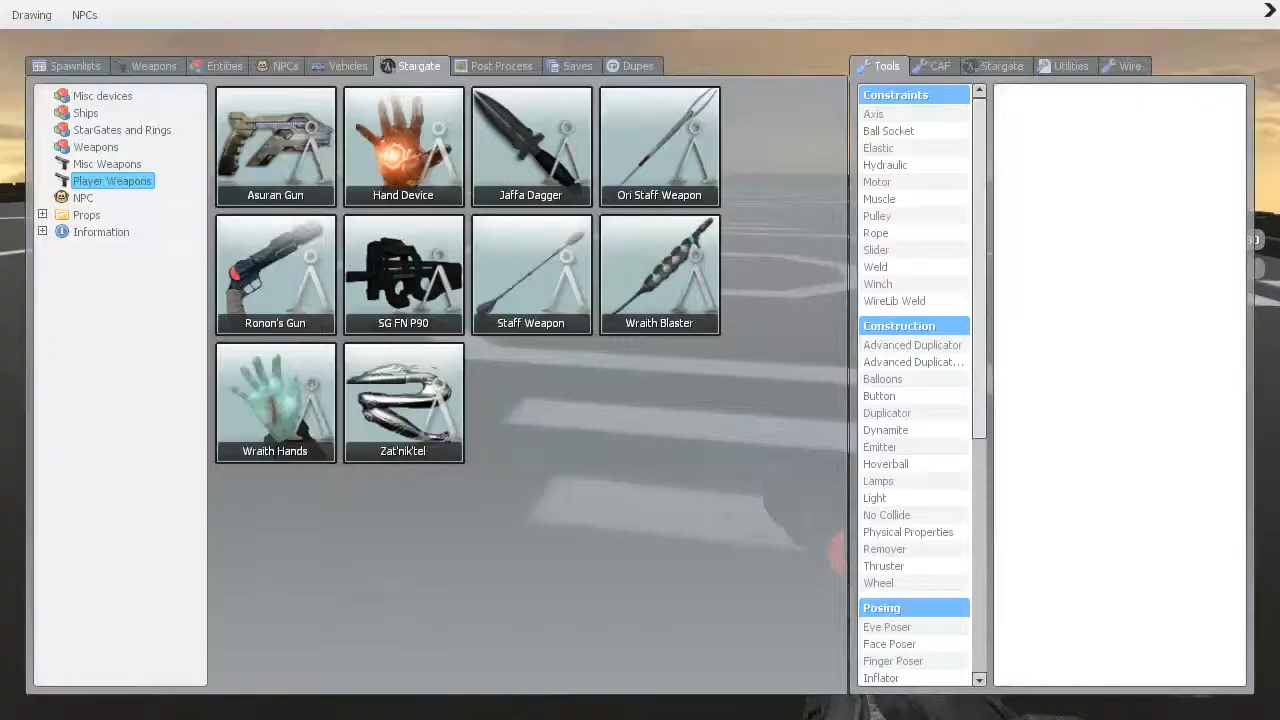 Drawing NPCs
Spawnlists Weapons Entities NPCs Vehicles Stargate Post Process Saves Dupes
Misc devices
Ships
StarGates and Rings
Weapons
Misc Weapons
Player Weapons
NPC
Props
Information
Asuran Gun Hand Device Jaffa Dagger Ori Staff Weapon
Ronon's Gun SG FN P90 Staff Weapon Wraith Blaster
Wraith Hands Zat'nik'tel
Tools CAF Stargate Utilities Wire
Constraints
Axis
Ball Socket
Elastic
Hydraulic
Motor
Muscle
Pulley
Rope
Slider
Weld
Winch
WireLib Weld
Construction
Advanced Duplicator
Advanced Duplicat...
Balloons
Button
Duplicator
Dynamite
Emitter
Hoverball
Lamps
Light
No Collide
Physical Properties
Remover
Thruster
Wheel
Posing
Eye Poser
Face Poser
Finger Poser
Inflator